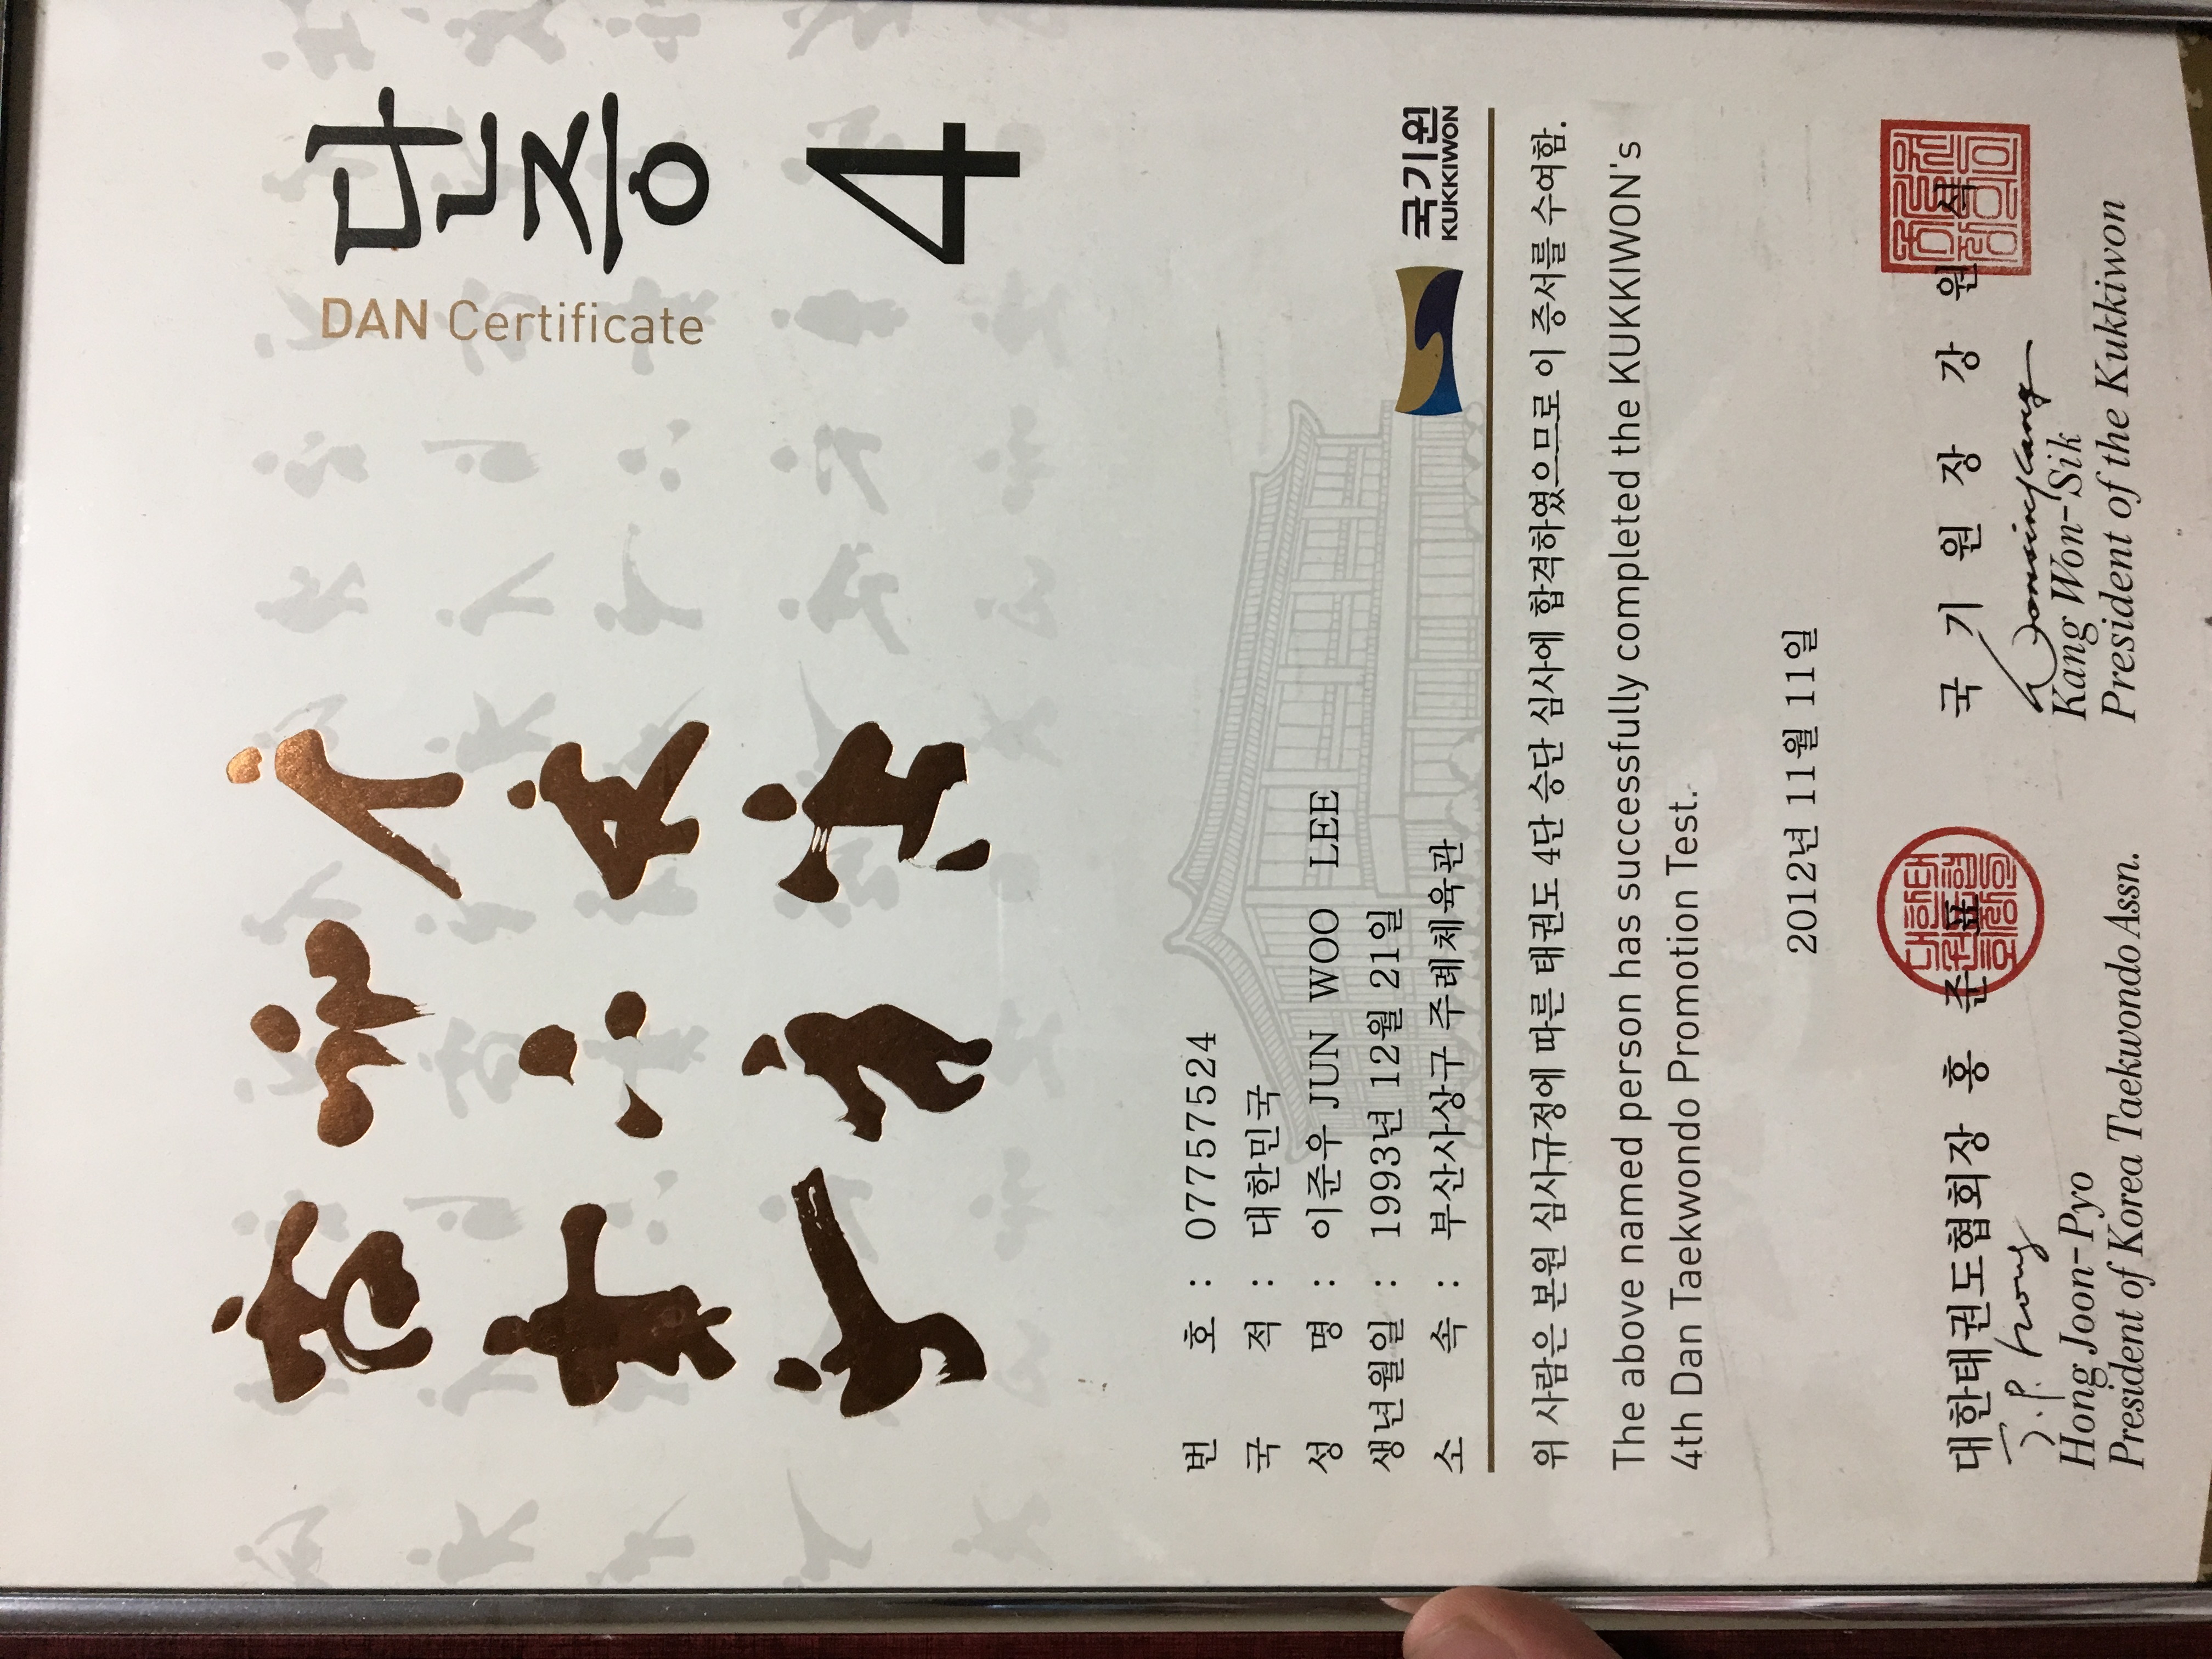 단증
DAN Certificate
4
번 호 : 07757524
국 적 : 대한민국
성 명 : 이준우 JUN WOO LEE
생년월일 : 1993년 12월 21일
소 속 : 부산사상구 주례체육관
국기원
KUKKIWON
위 사람은 본원 심사규정에 따른 태권도 4단 승단 심사에 합격하였으므로 이 증서를 수여함.
The above named person has successfully completed the KUKKIWON's
4th Dan Taekwondo Promotion Test.
2012년 11월 11일
대한태권도협회장 홍 준 표
J.P. Hong
Hong Joon-Pyo
President of Korea Taekwondo Assn.
국 기 원 장 강 원 식
Wonsik Kang
Kang Won-Sik
President of the Kukkiwon